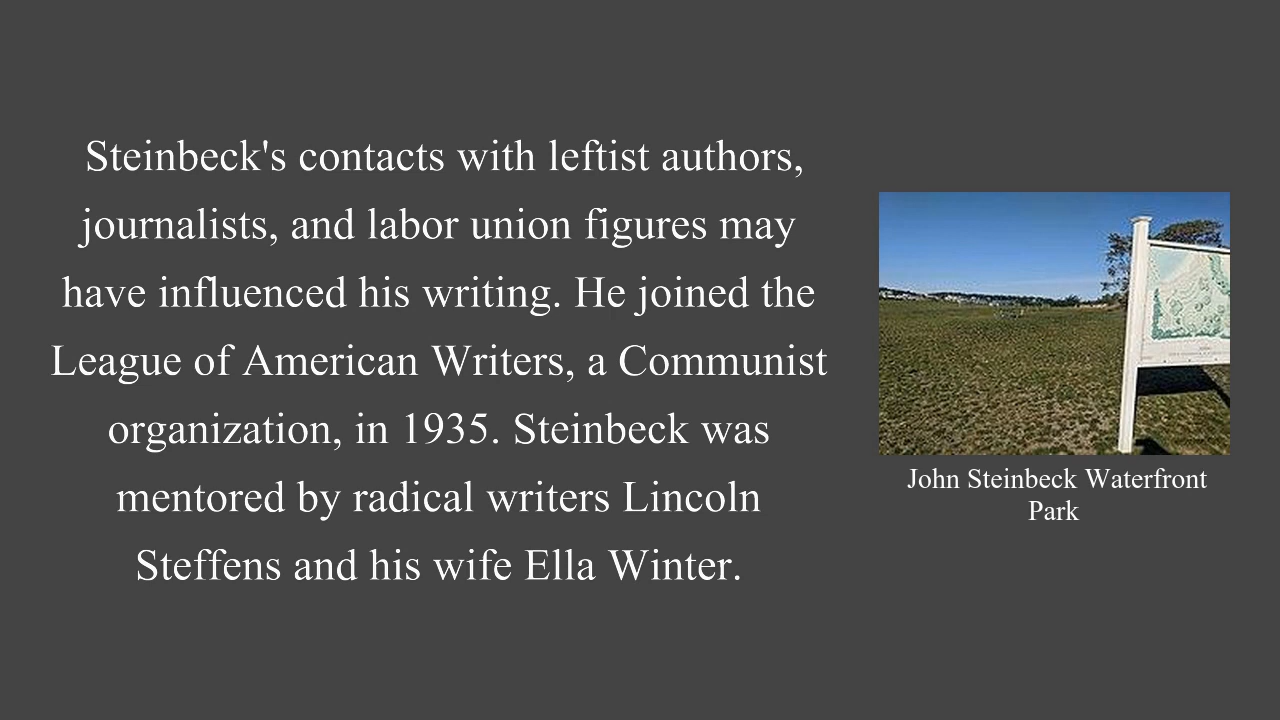 Steinbeck's contacts with leftist authors,
journalists, and labor union figures may
have influenced his writing. He joined the
League of American Writers, a Communist
organization, in 1935. Steinbeck was
mentored by radical writers Lincoln
Steffens and his wife Ella Winter.
John Steinbeck Waterfront
Park